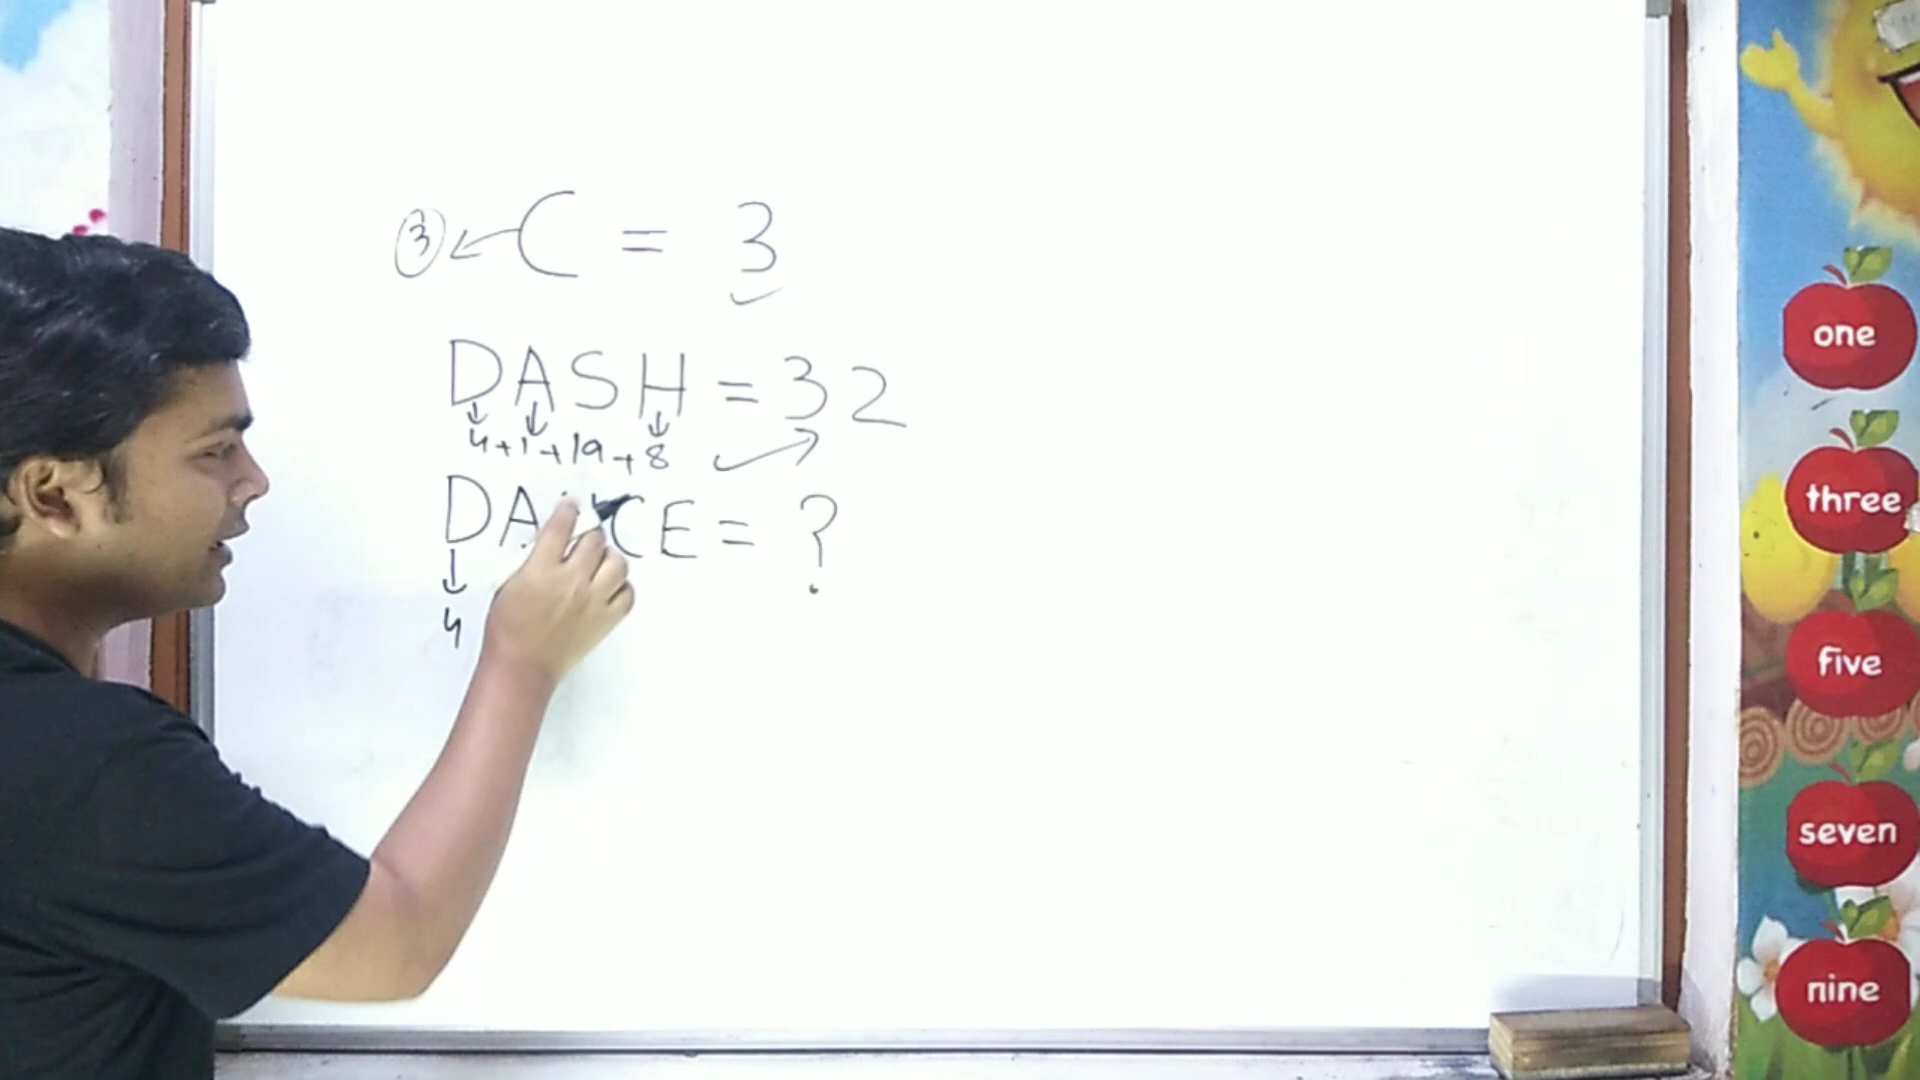 ③ ← C = 3
DASH = 32
4+1+19+8
DA CE = ?
4
one
three
five
seven
nine